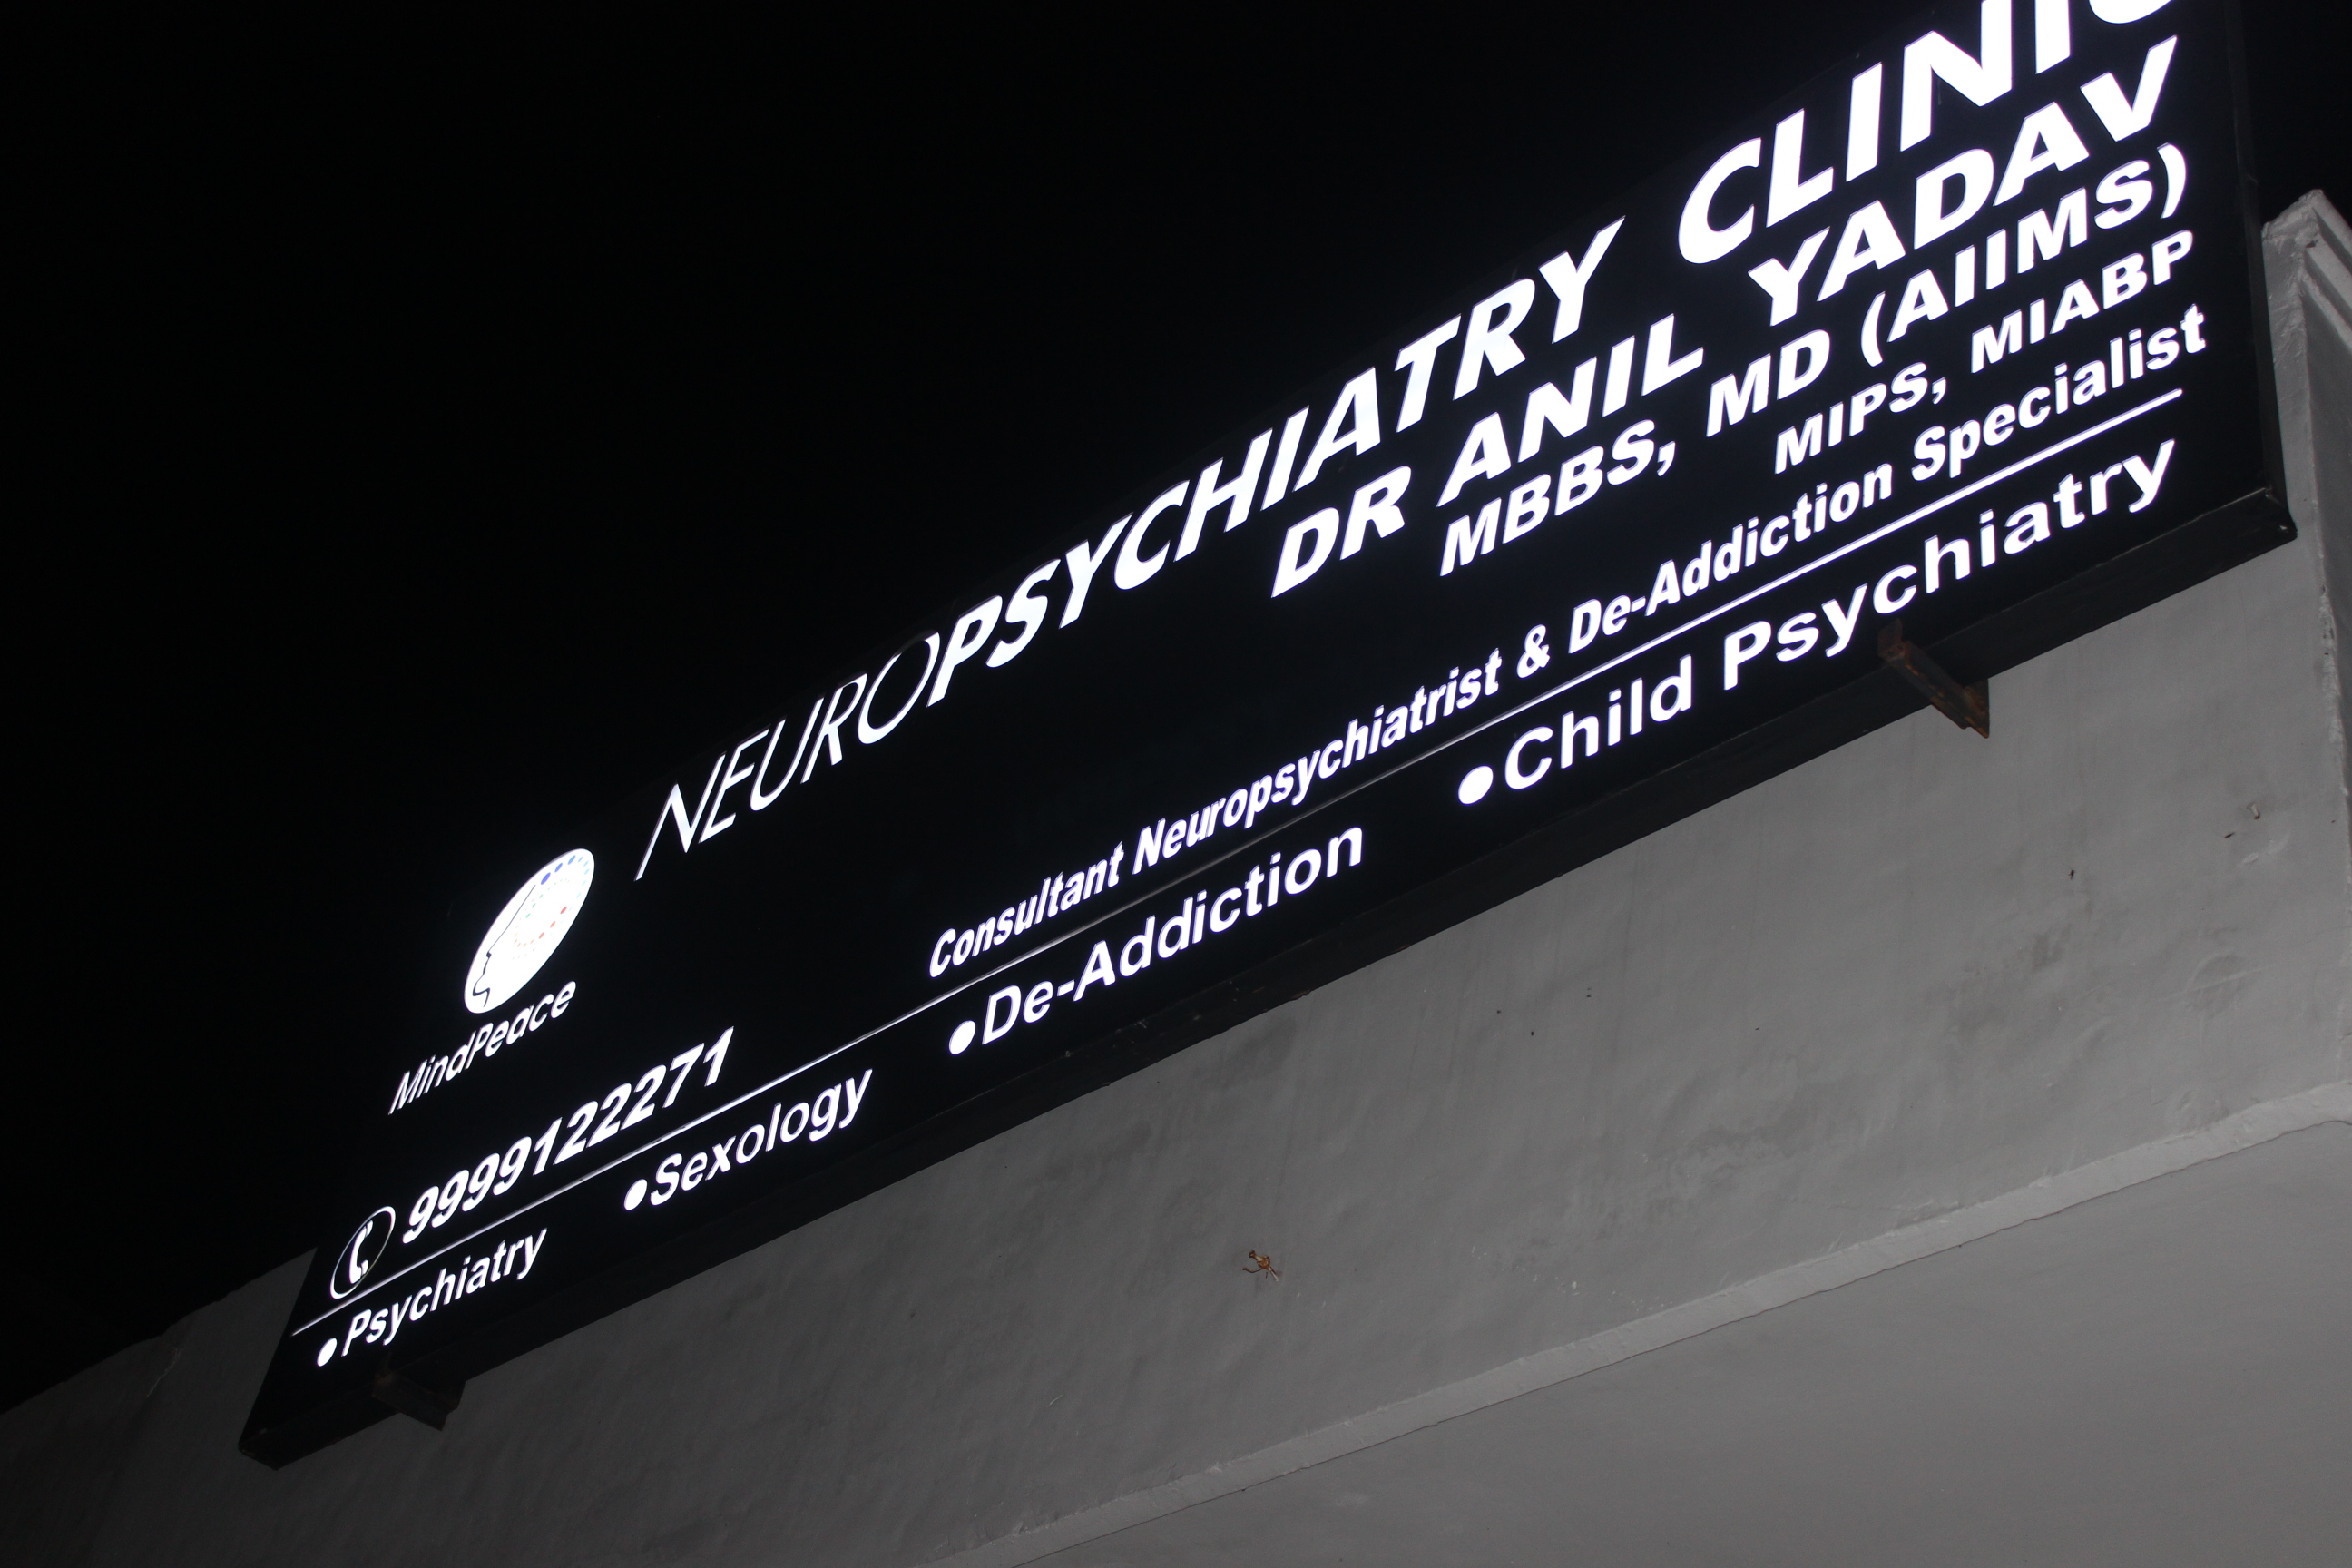 NEUROPSYCHIATRY CLINIC
DR ANIL YADAV
MBBS, MD (AIIMS)
MIPS, MIABP
Consultant Neuropsychiatrist & De-Addiction Specialist
MindPeace
9999122271
• Psychiatry •Sexology •De-Addiction •Child Psychiatry